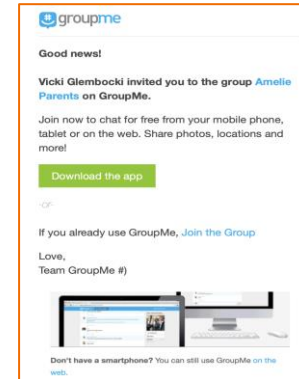 groupme
Good news!
Vicki Glembocki invited you to the group Amelie
Parents on GroupMe.
Join now to chat for free from your mobile phone,
tablet or on the web. Share photos, locations and
more!
Download the app
-or-
If you already use GroupMe, Join the Group
Love,
Team GroupMe #)
Don't have a smartphone? You can still use GroupMe on the
web.